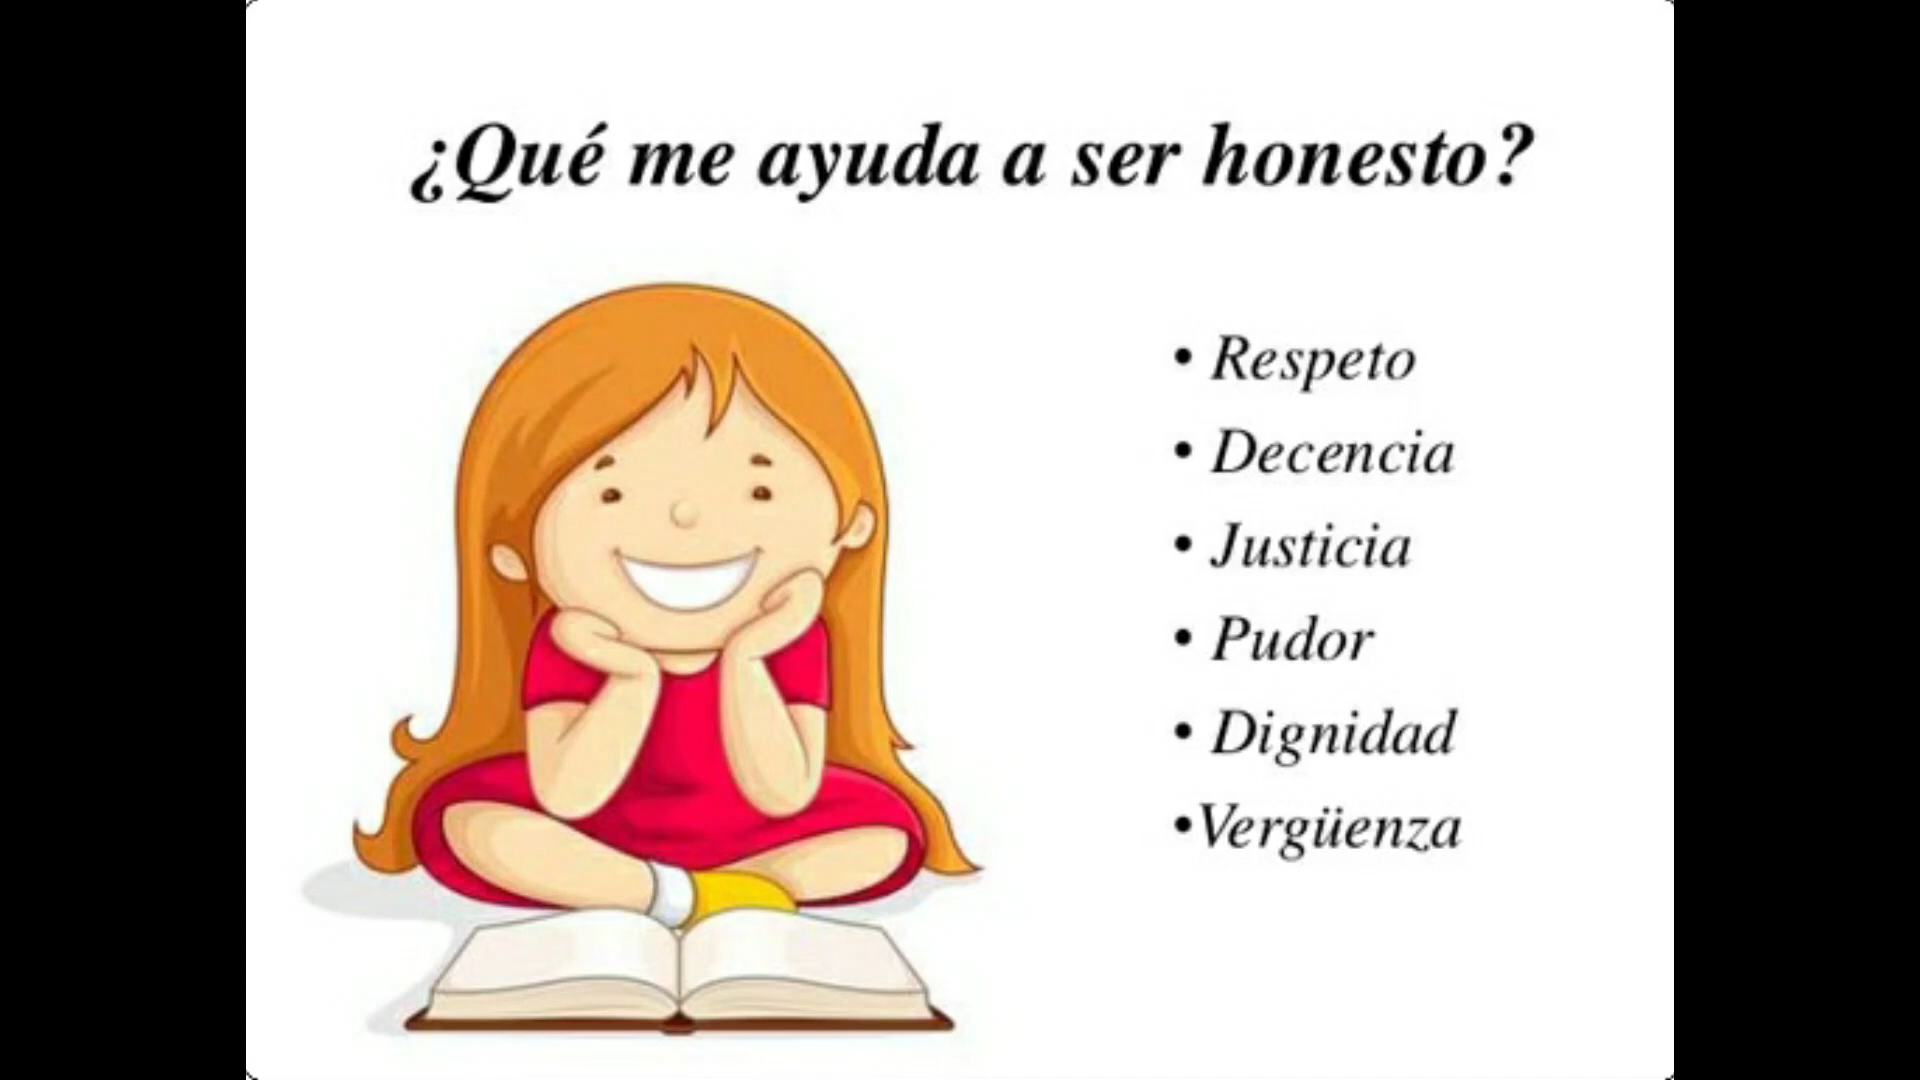 ¿Qué me ayuda a ser honesto?
• Respeto
• Decencia
• Justicia
• Pudor
• Dignidad
•Vergüenza